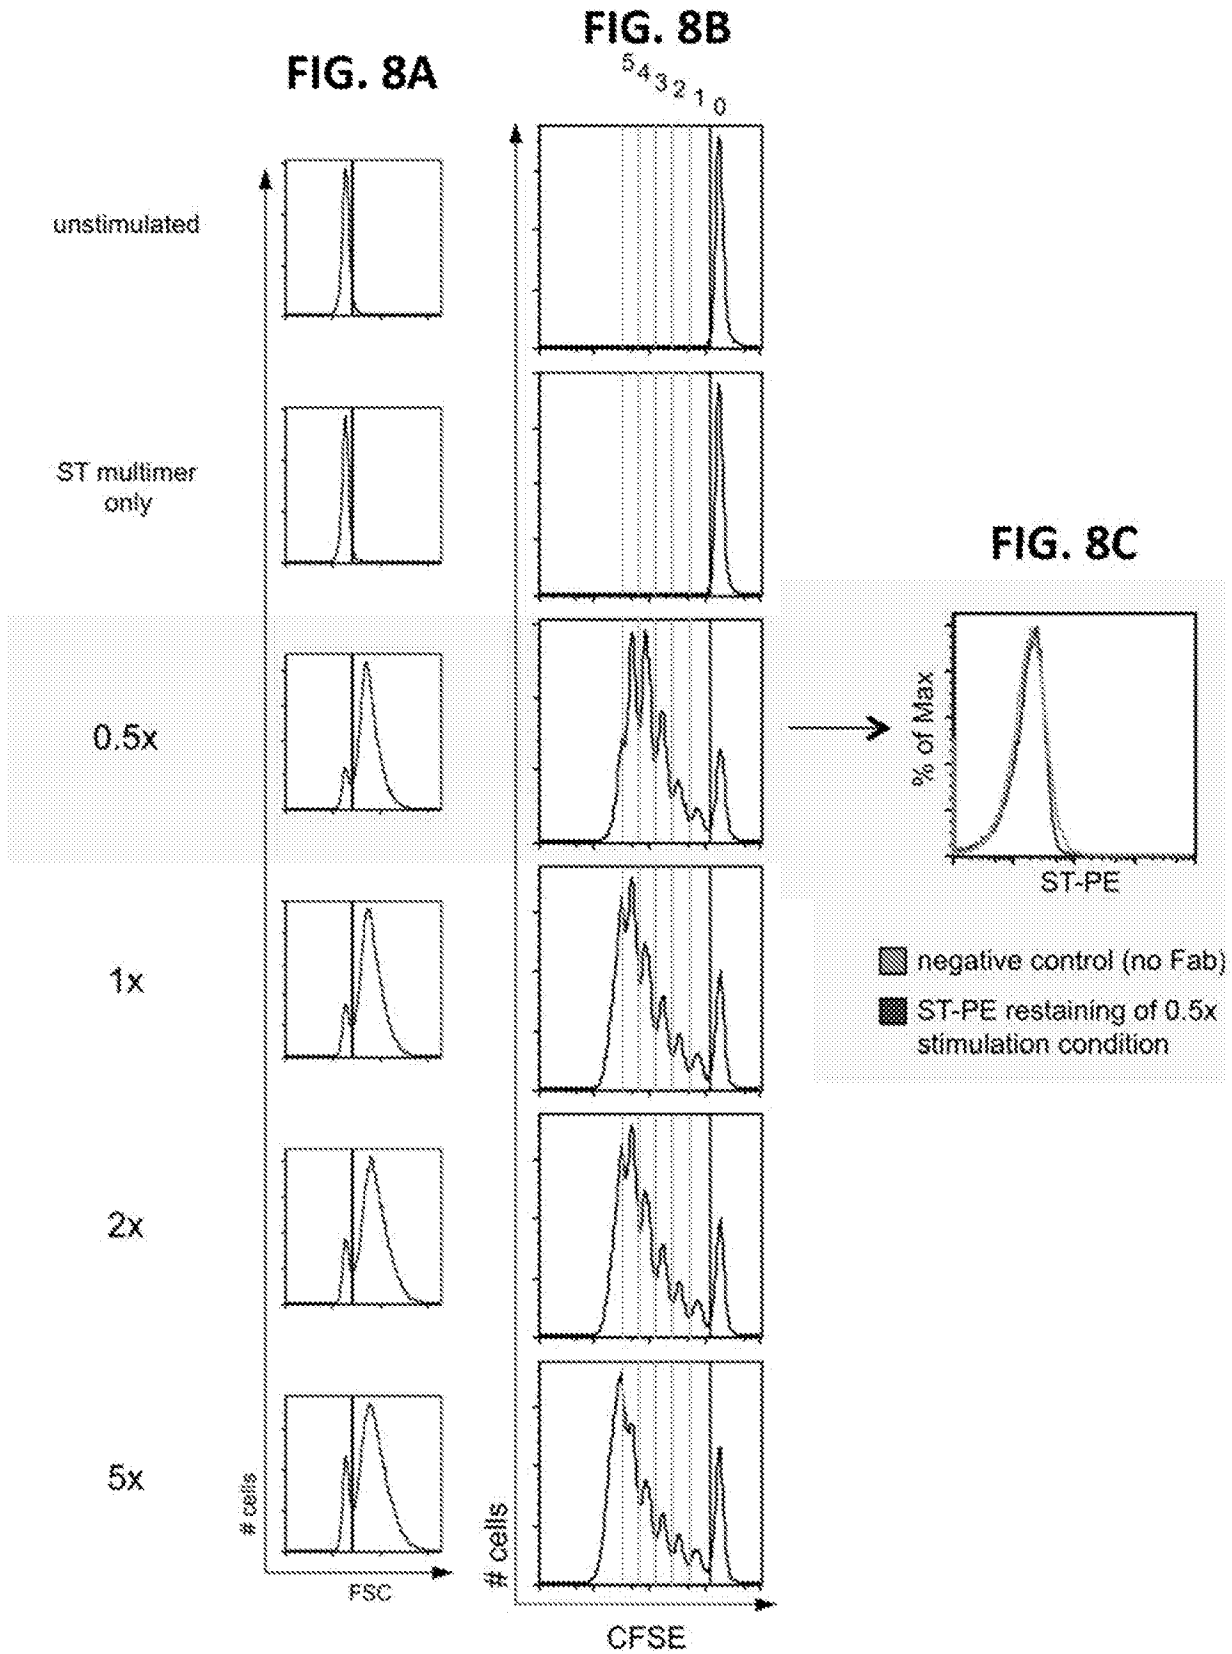 FIG. 8A
FIG. 8B
5 4 3 2 1 0
unstimulated
ST multimer
only
FIG. 8C
0.5x
% of Max
ST-PE
1x
negative control (no Fab)
ST-PE restaining of 0.5x
stimulation condition
2x
5x
# cells
FSC
# cells
CFSE